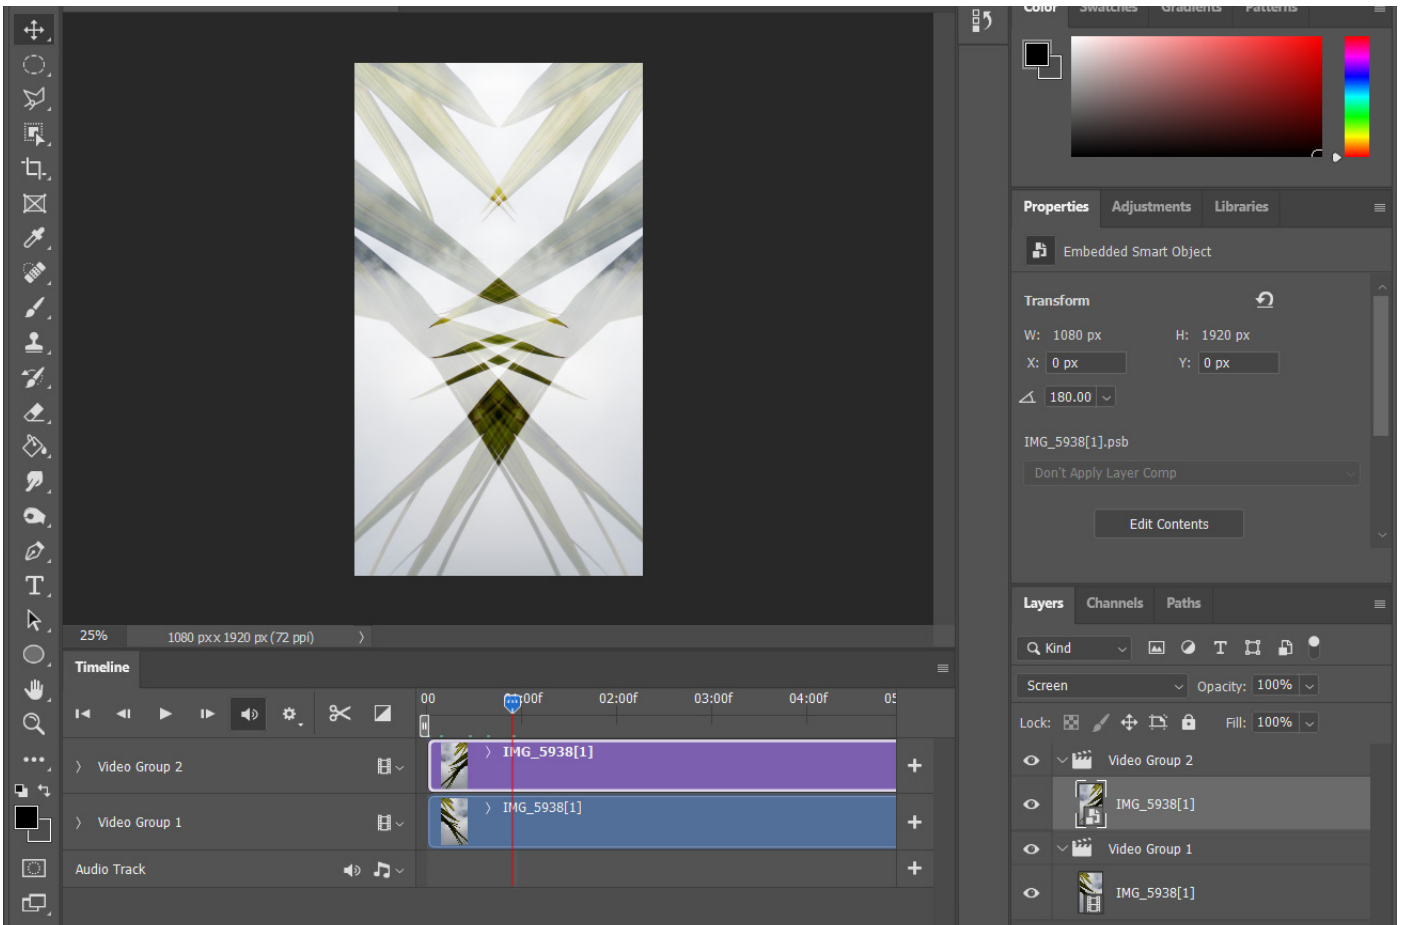 Color Swatches Gradients Patterns
Properties Adjustments Libraries
Embedded Smart Object
Transform
W: 1080 px H: 1920 px
X: 0 px Y: 0 px
180.00
IMG_5938[1].psb
Don't Apply Layer Comp
Edit Contents
Layers Channels Paths
Kind
T
Screen Opacity: 100%
Lock: Fill: 100%
Video Group 2
IMG_5938[1]
Video Group 1
IMG_5938[1]
T
25% 1080 px x 1920 px (72 ppi)
Timeline
00 02:00f 03:00f 04:00f
Video Group 2
IMG_5938[1]
Video Group 1
IMG_5938[1]
Audio Track